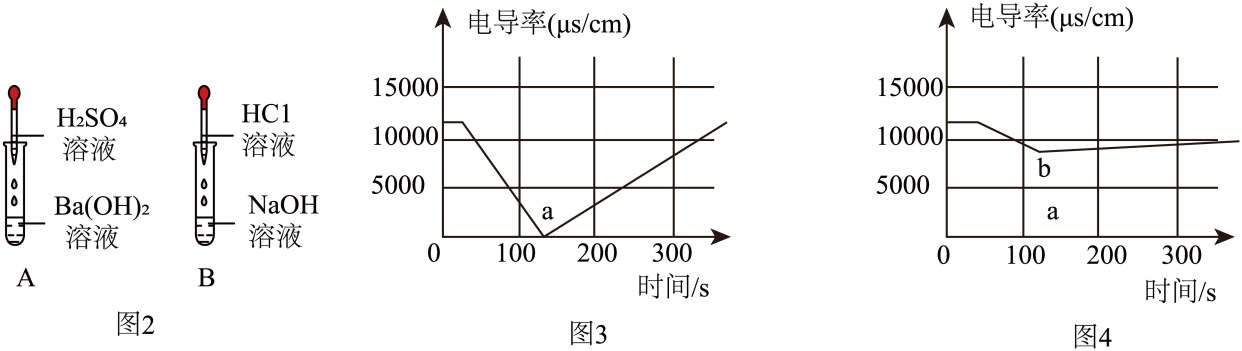 H₂SO₄
溶液
Ba(OH)₂
溶液
A
HC1
溶液
NaOH
溶液
B
图2
电导率(μs/cm)
15000
10000
5000
a
0
100
200
300
时间/s
图3
电导率(μs/cm)
15000
10000
5000
b
a
0
100
200
300
时间/s
图4